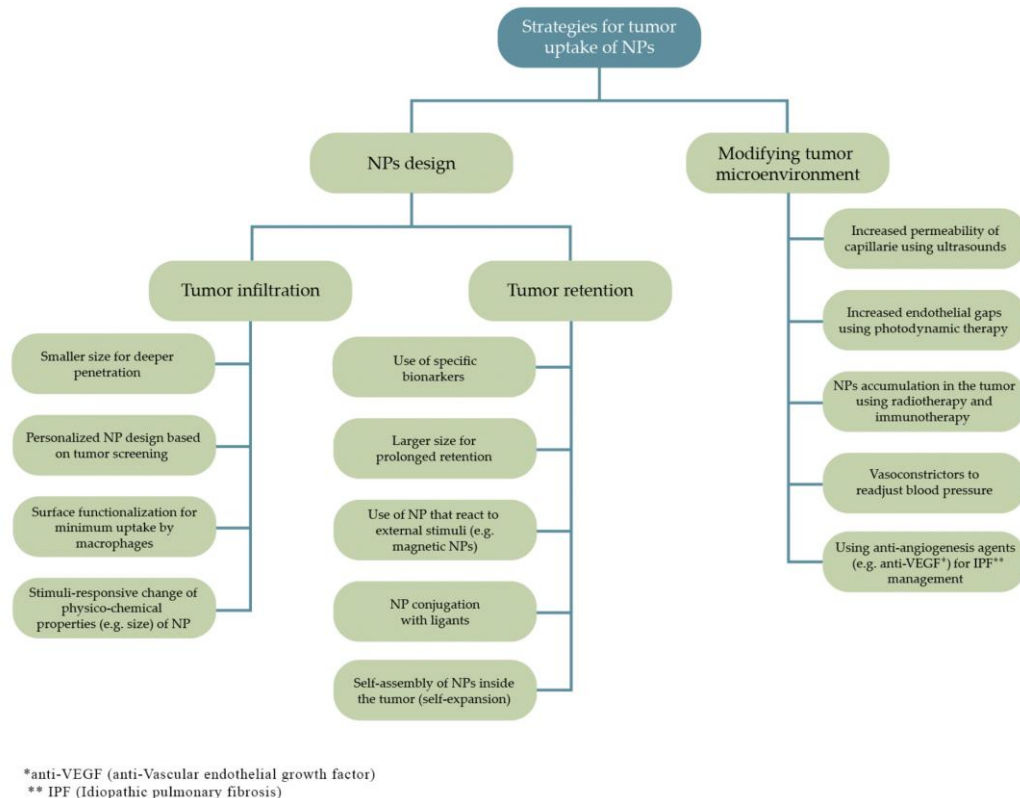 Strategies for tumor
uptake of NPs
NPs design
Modifying tumor
microenvironment
Tumor infiltration
Tumor retention
Smaller size for deeper
penetration
Personalized NP design based
on tumor screening
Surface functionalization for
minimum uptake by
macrophages
Stimuli-responsive change of
physico-chemical
properties (e.g. size) of NP
Use of specific
bionarkers
Larger size for
prolonged retention
Use of NP that react to
external stimuli (e.g.
magnetic NPs)
NP conjugation
with ligants
Self-assembly of NPs inside
the tumor (self-expansion)
Increased permeability of
capillarie using ultrasounds
Increased endothelial gaps
using photodynamic therapy
NPs accumulation in the tumor
using radiotherapy and
immunotherapy
Vasoconstrictors to
readjust blood pressure
Using anti-angiogenesis agents
(e.g. anti-VEGF*) for IPF**
management
*anti-VEGF (anti-Vascular endothelial growth factor)
** IPF (Idiopathic pulmonary fibrosis)